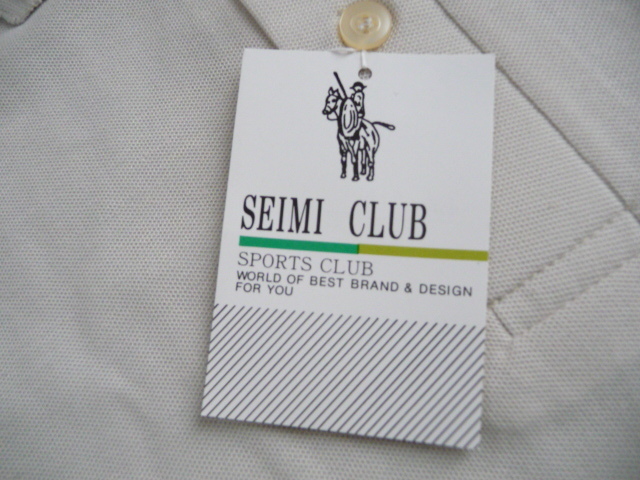 SEIMI CLUB
SPORTS CLUB
WORLD OF BEST BRAND & DESIGN
FOR YOU